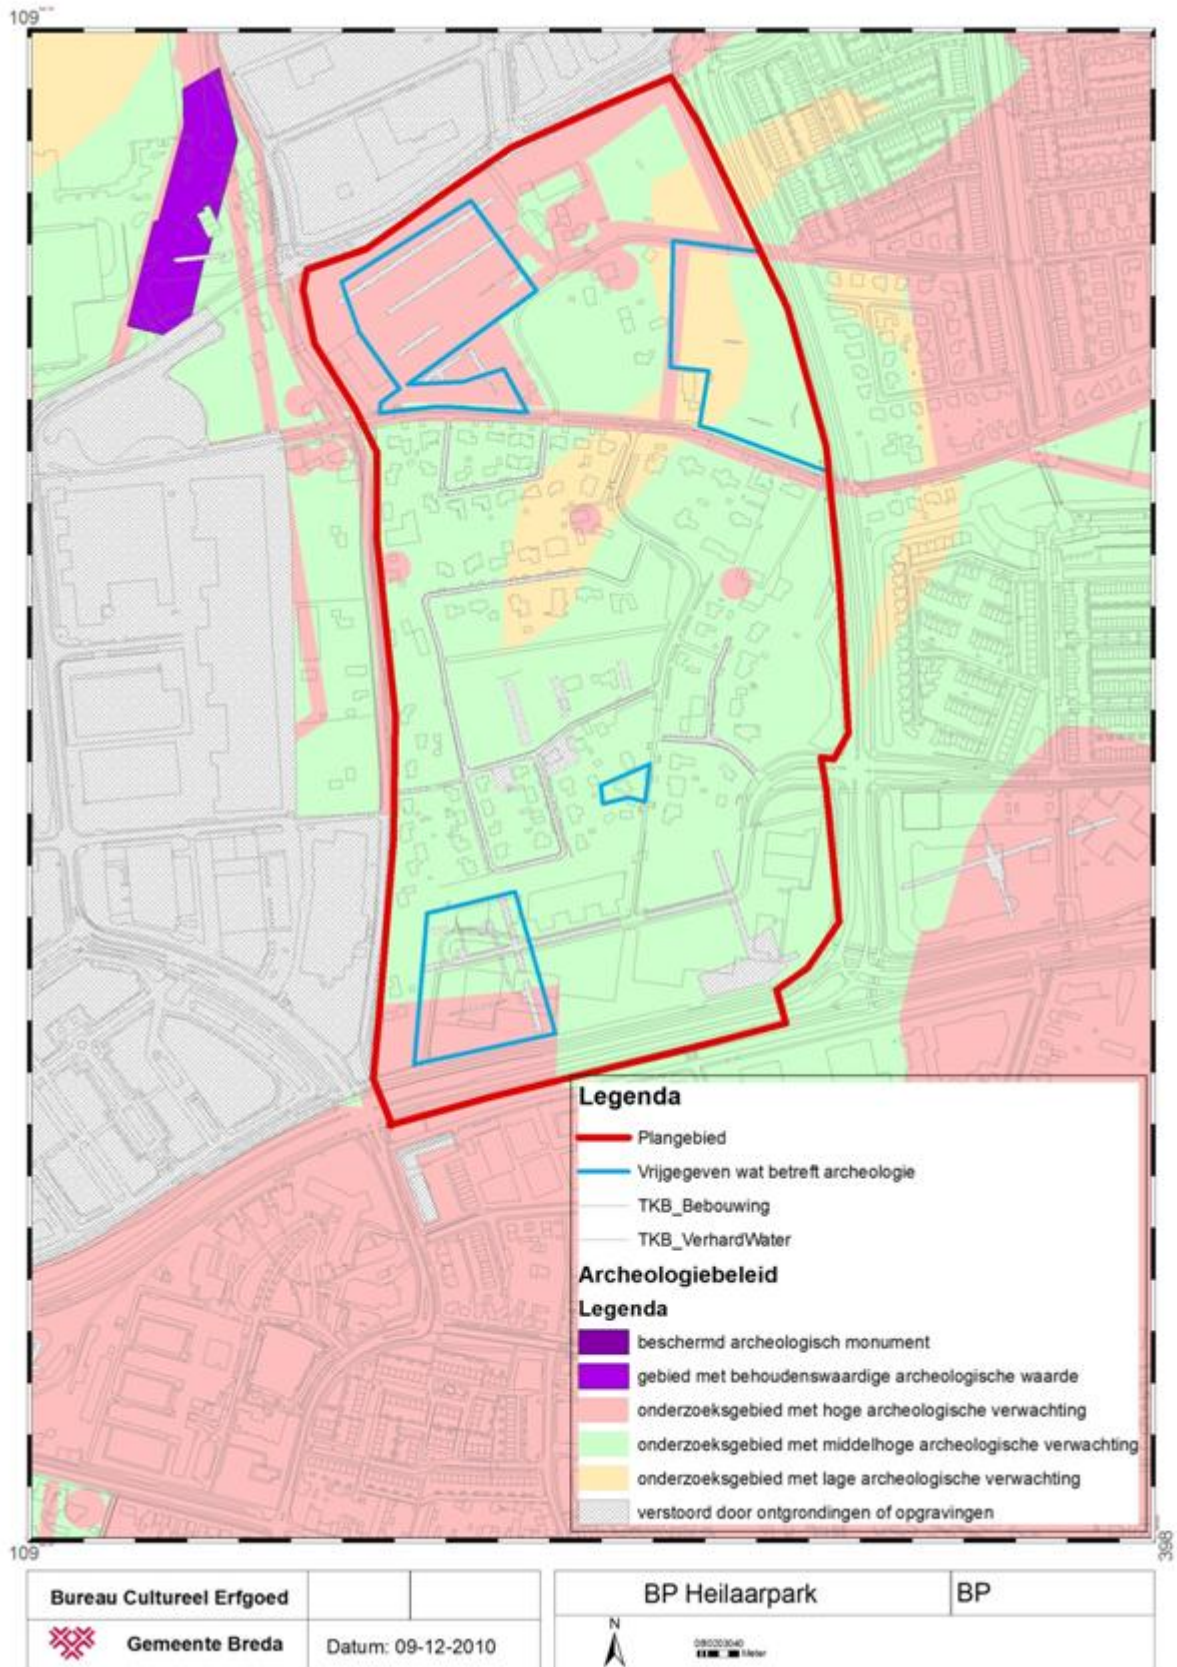 109
Legenda
Plangebied
Vrijgegeven wat betreft archeologie
TKB_Bebouwing
TKB_VerhardWater
Archeologiebeleid
Legenda
beschermd archeologisch monument
gebied met behoudenswaardige archeologische waarde
onderzoeksgebied met hoge archeologische verwachting
onderzoeksgebied met middelhoge archeologische verwachting
onderzoeksgebied met lage archeologische verwachting
verstoord door ontgrondingen of opgravingen
109
398
Bureau Cultureel Erfgoed
Gemeente Breda
Datum: 09-12-2010
BP Heilaarpark
BP
N
Meter